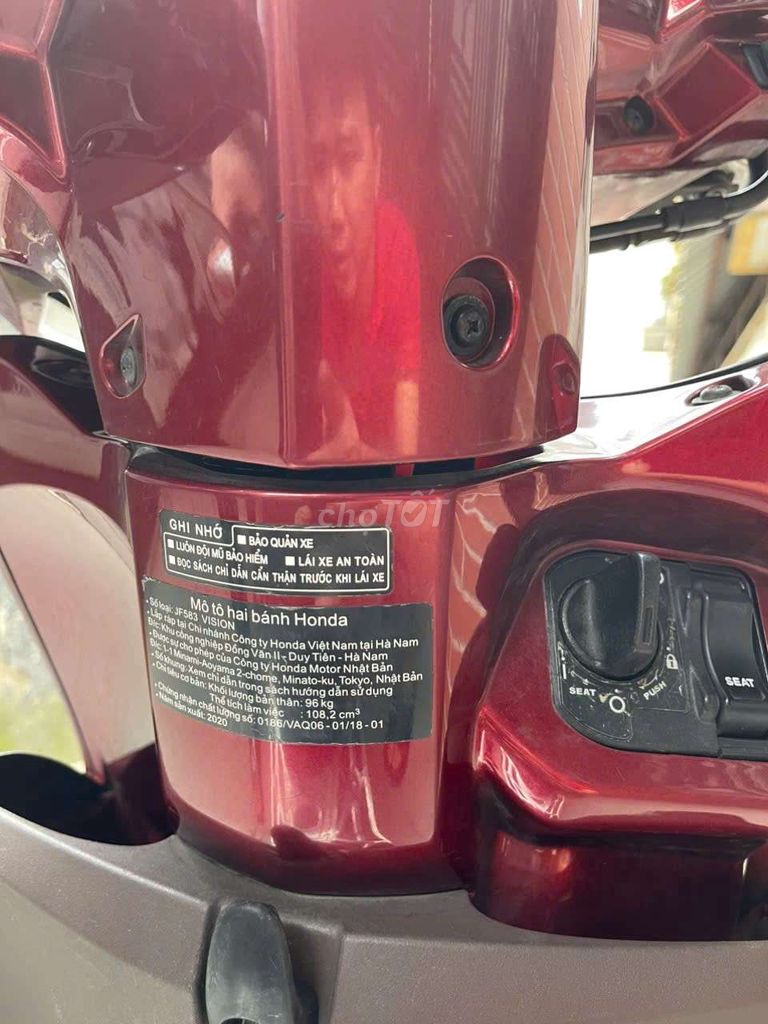 chợTỐT
GHI NHỚ
■ BẢO QUẢN XE
■ LUÔN ĐỘI MŨ BẢO HIỂM ■ LÁI XE AN TOÀN
■ ĐỌC SÁCH CHỈ DẪN CẨN THẬN TRƯỚC KHI LÁI XE
Mô tô hai bánh Honda
• Số loại: JF583 VISION
• Lắp ráp tại Chi nhánh Công ty Honda Việt Nam tại Hà Nam
Đ/c: Khu công nghiệp Đồng Văn II - Duy Tiên - Hà Nam
• Được sự cho phép của Công ty Honda Motor Nhật Bản
Đ/c: 1-1 Minami-Aoyama 2-chome, Minato-ku, Tokyo, Nhật Bản
• Số khung: Xem chỉ dẫn trong sách hướng dẫn sử dụng
• Chỉ tiêu cơ bản: Khối lượng bản thân: 96 kg
Thể tích làm việc : 108,2 cm³
• Chứng nhận chất lượng số: 0186/VAQ06 - 01/18 - 01
• Năm sản xuất: 2020
SEAT
PUSH
SEAT